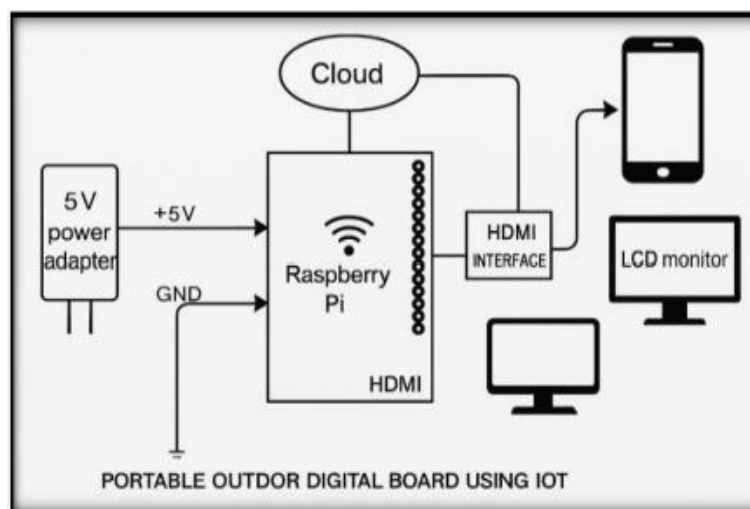 Cloud
5V
power
adapter
+5V
GND
Raspberry
Pi
HDMI
HDMI
INTERFACE
LCD monitor
PORTABLE OUTDOR DIGITAL BOARD USING IOT